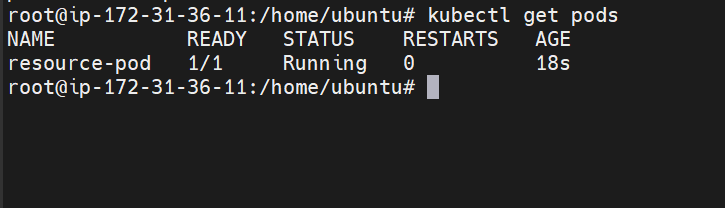 root@ip-172-31-36-11:/home/ubuntu# kubectl get pods
NAME READY STATUS RESTARTS AGE
resource-pod 1/1 Running 0 18s
root@ip-172-31-36-11:/home/ubuntu#